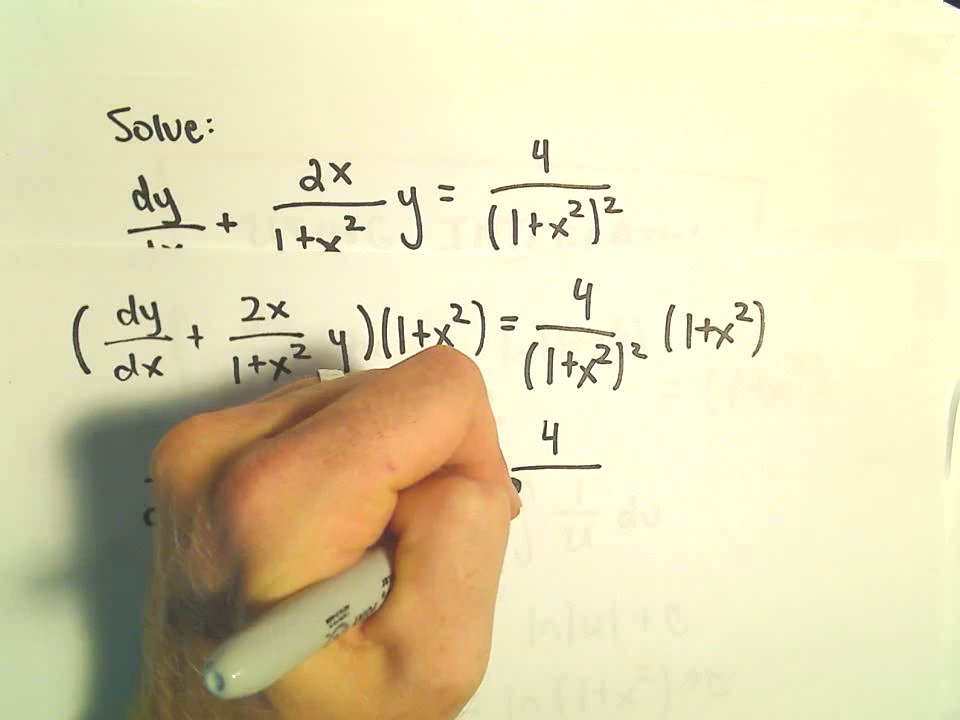 Solve:
dy/dx + 2x/(1+x²) y = 4/(1+x²)²
(dy/dx + 2x/(1+x²) y)(1+x²) = 4/(1+x²)² (1+x²)
4